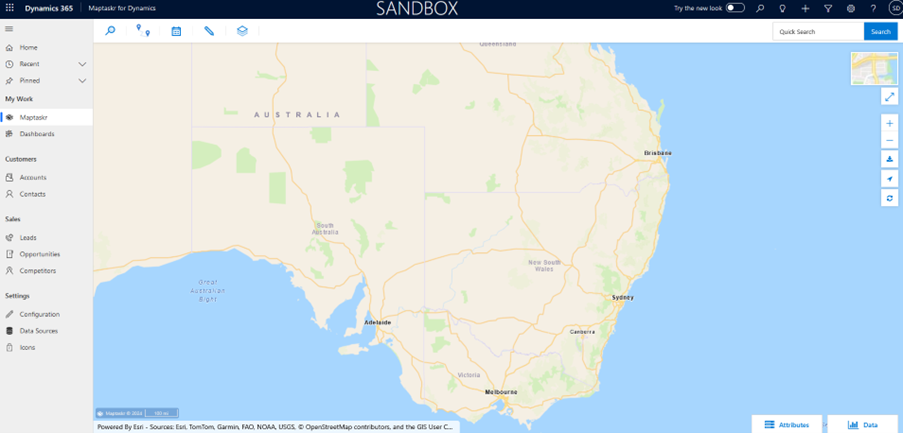 Dynamics 365 Maptaskr for Dynamics SANDBOX Try the new look SD
Quick Search Search
Home
Recent
Pinned
My Work
Maptaskr
Dashboards
Customers
Accounts
Contacts
Sales
Leads
Opportunities
Competitors
Settings
Configuration
Data Sources
Icons
Queensland
AUSTRALIA
Brisbane
South
Australia
Great
Australian
Bight
New South
Wales
Sydney
Adelaide
Canberra
Victoria
Melbourne
Maptaskr © 2024 100 mi
Powered By Esri - Sources: Esri, TomTom, Garmin, FAO, NOAA, USGS, © OpenStreetMap contributors, and the GIS User C...
Attributes Data